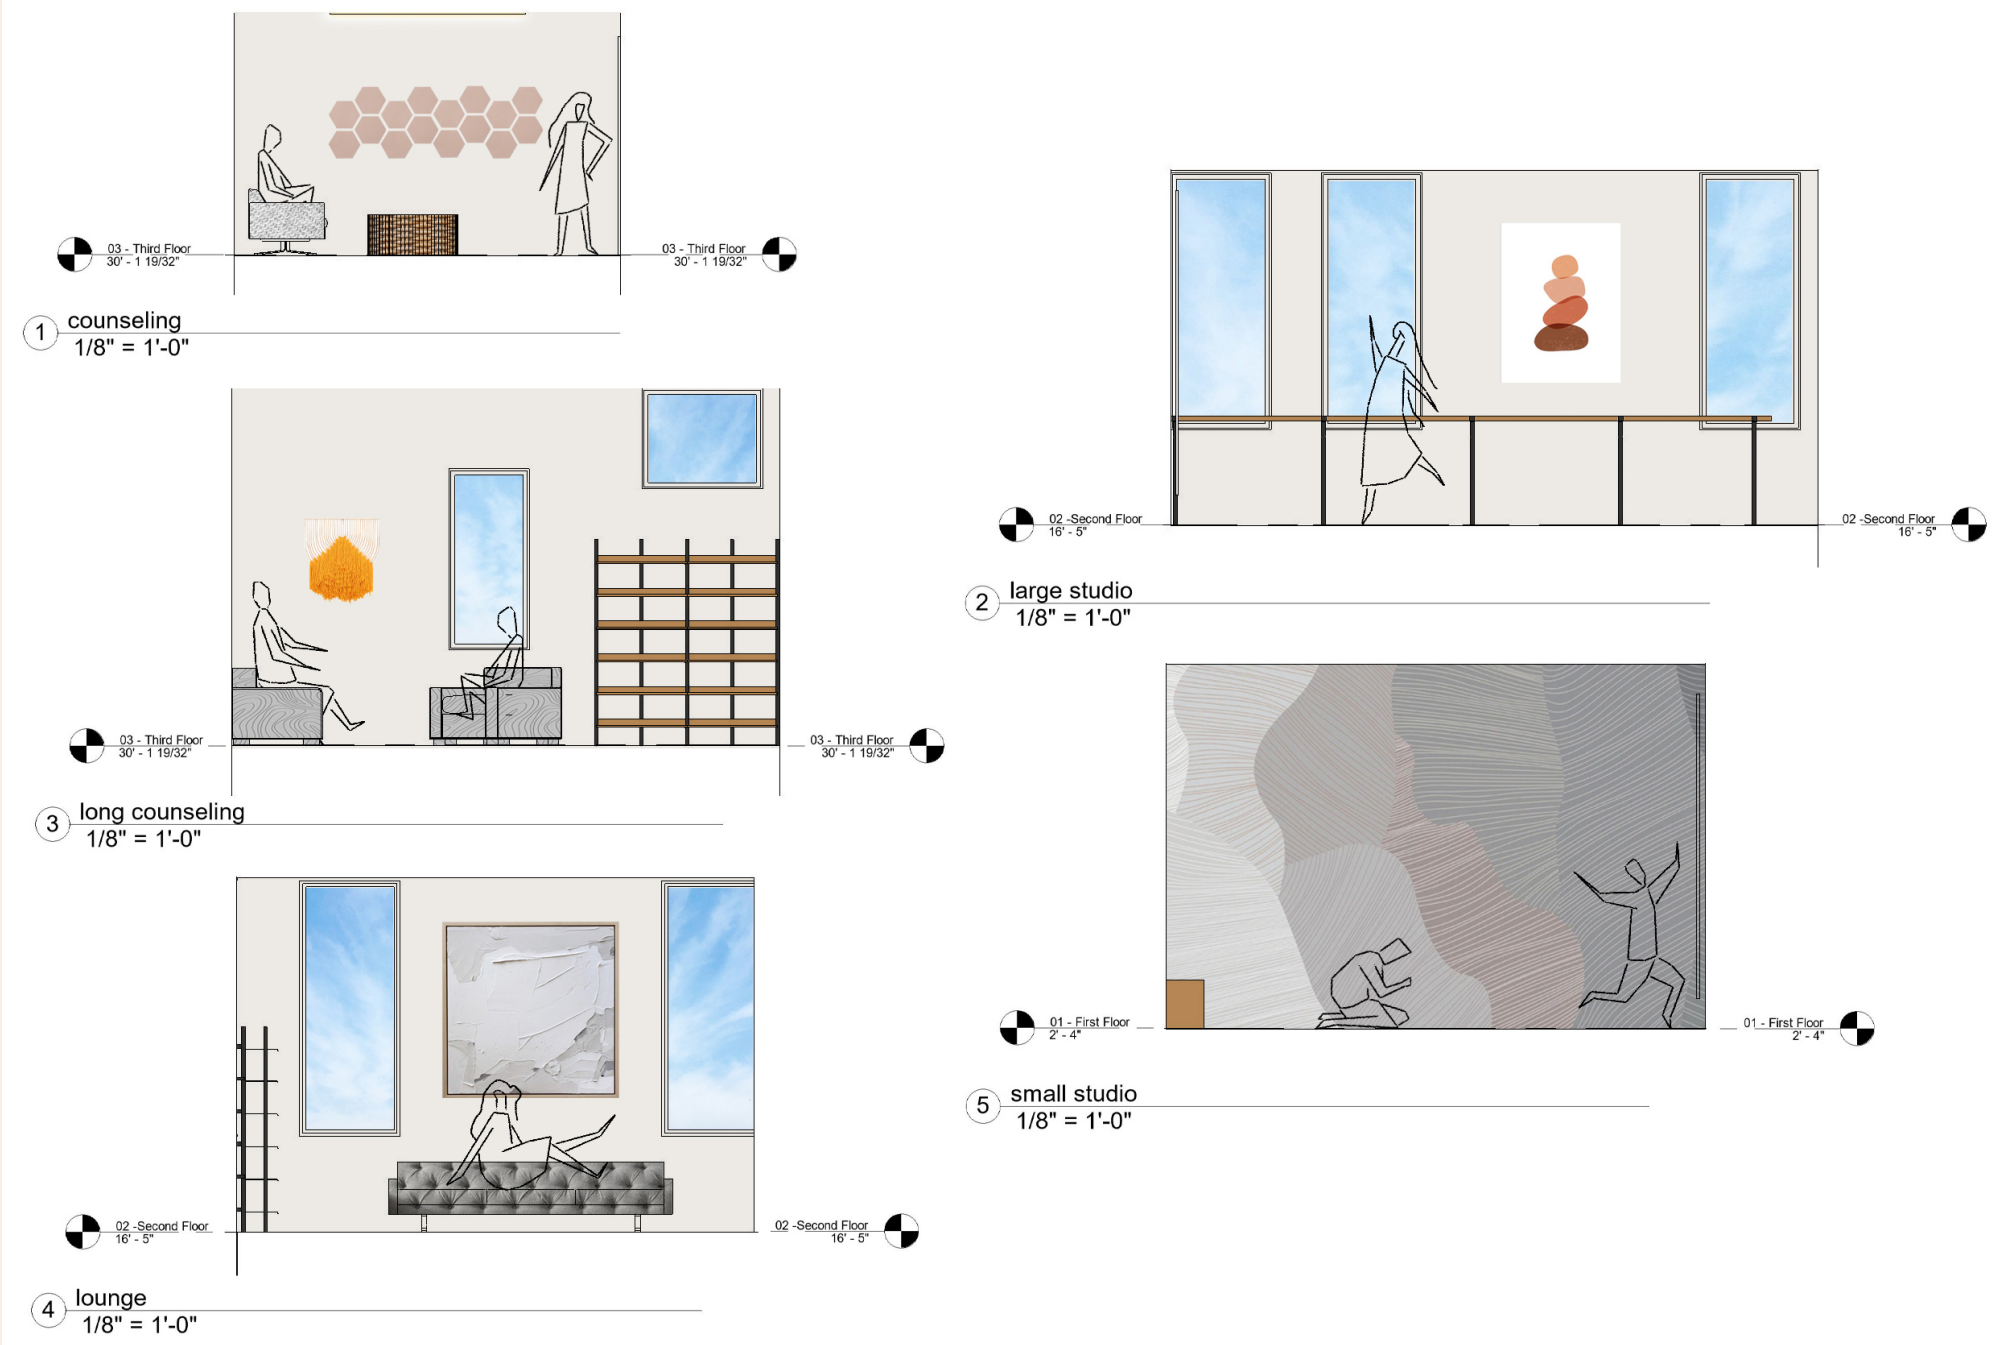 03 - Third Floor
30' - 1 19/32"
03 - Third Floor
30' - 1 19/32"
1
counseling
1/8" = 1'-0"
02 -Second Floor
16' - 5"
02 -Second Floor
16' - 5"
2
large studio
1/8" = 1'-0"
03 - Third Floor
30' - 1 19/32"
03 - Third Floor
30' - 1 19/32"
3
long counseling
1/8" = 1'-0"
02 -Second Floor
16' - 5"
02 -Second Floor
16' - 5"
4
lounge
1/8" = 1'-0"
01 - First Floor
2' - 4"
01 - First Floor
2' - 4"
5
small studio
1/8" = 1'-0"